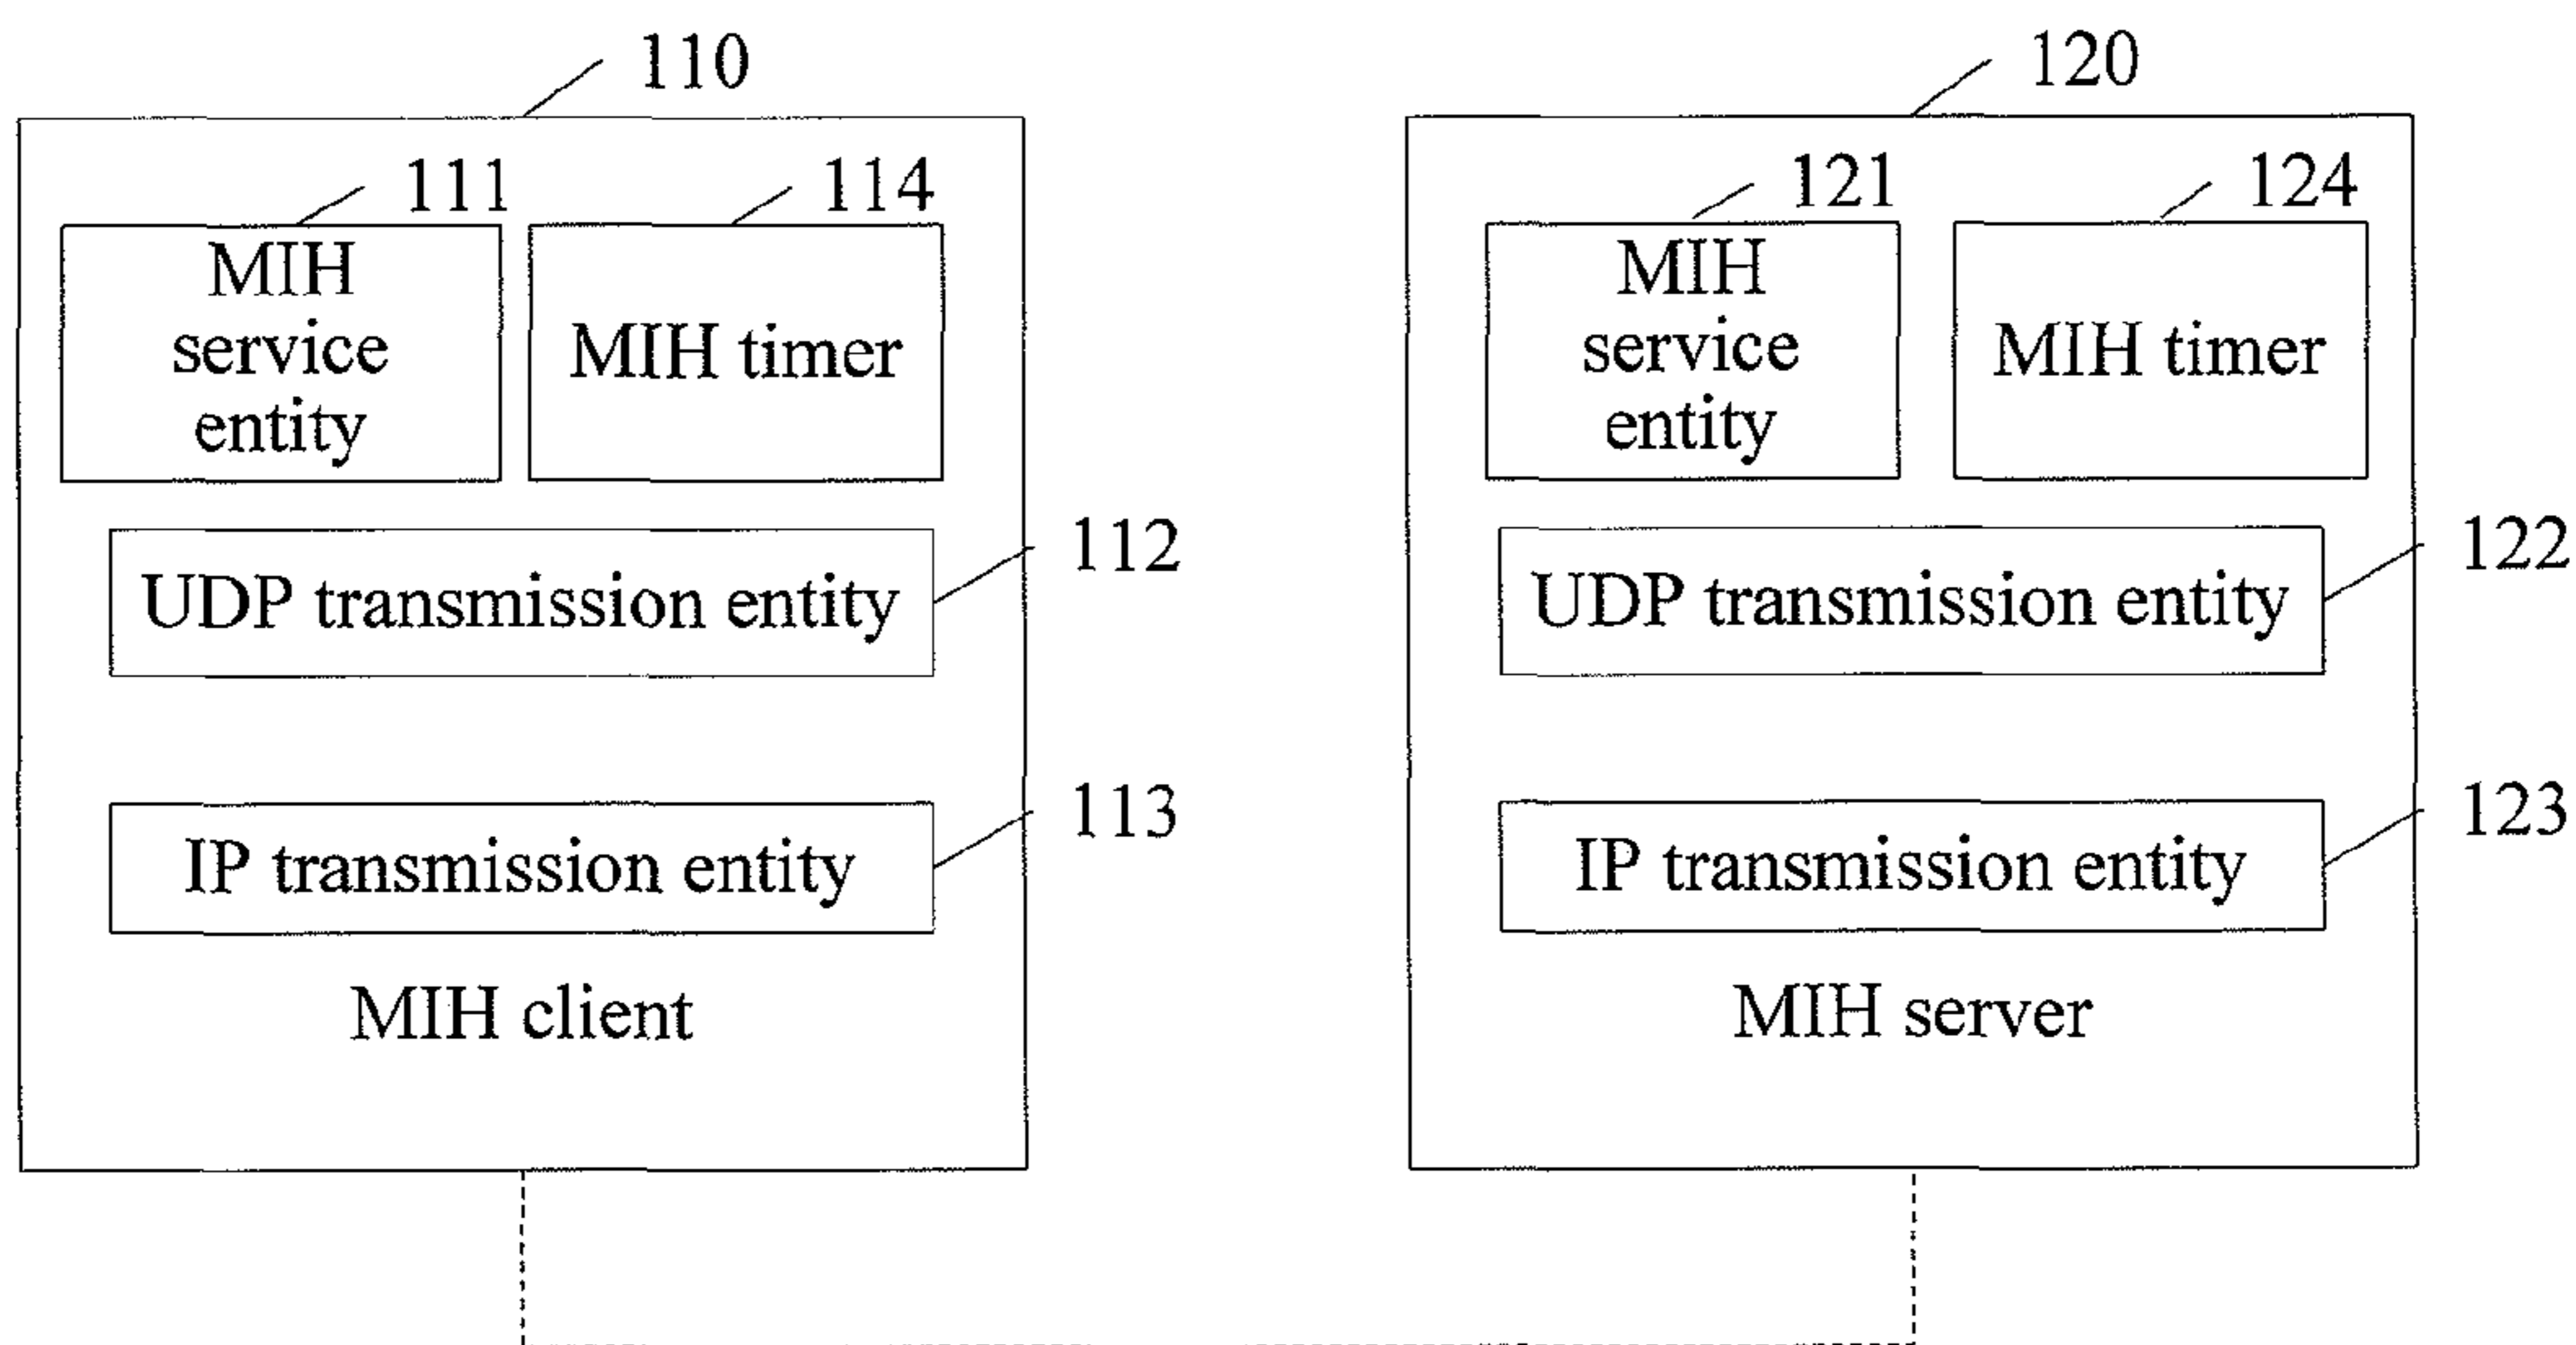 110
111
114
MIH
service
entity
MIH timer
112
UDP transmission entity
113
IP transmission entity
MIH client
120
121
124
MIH
service
entity
MIH timer
122
UDP transmission entity
123
IP transmission entity
MIH server